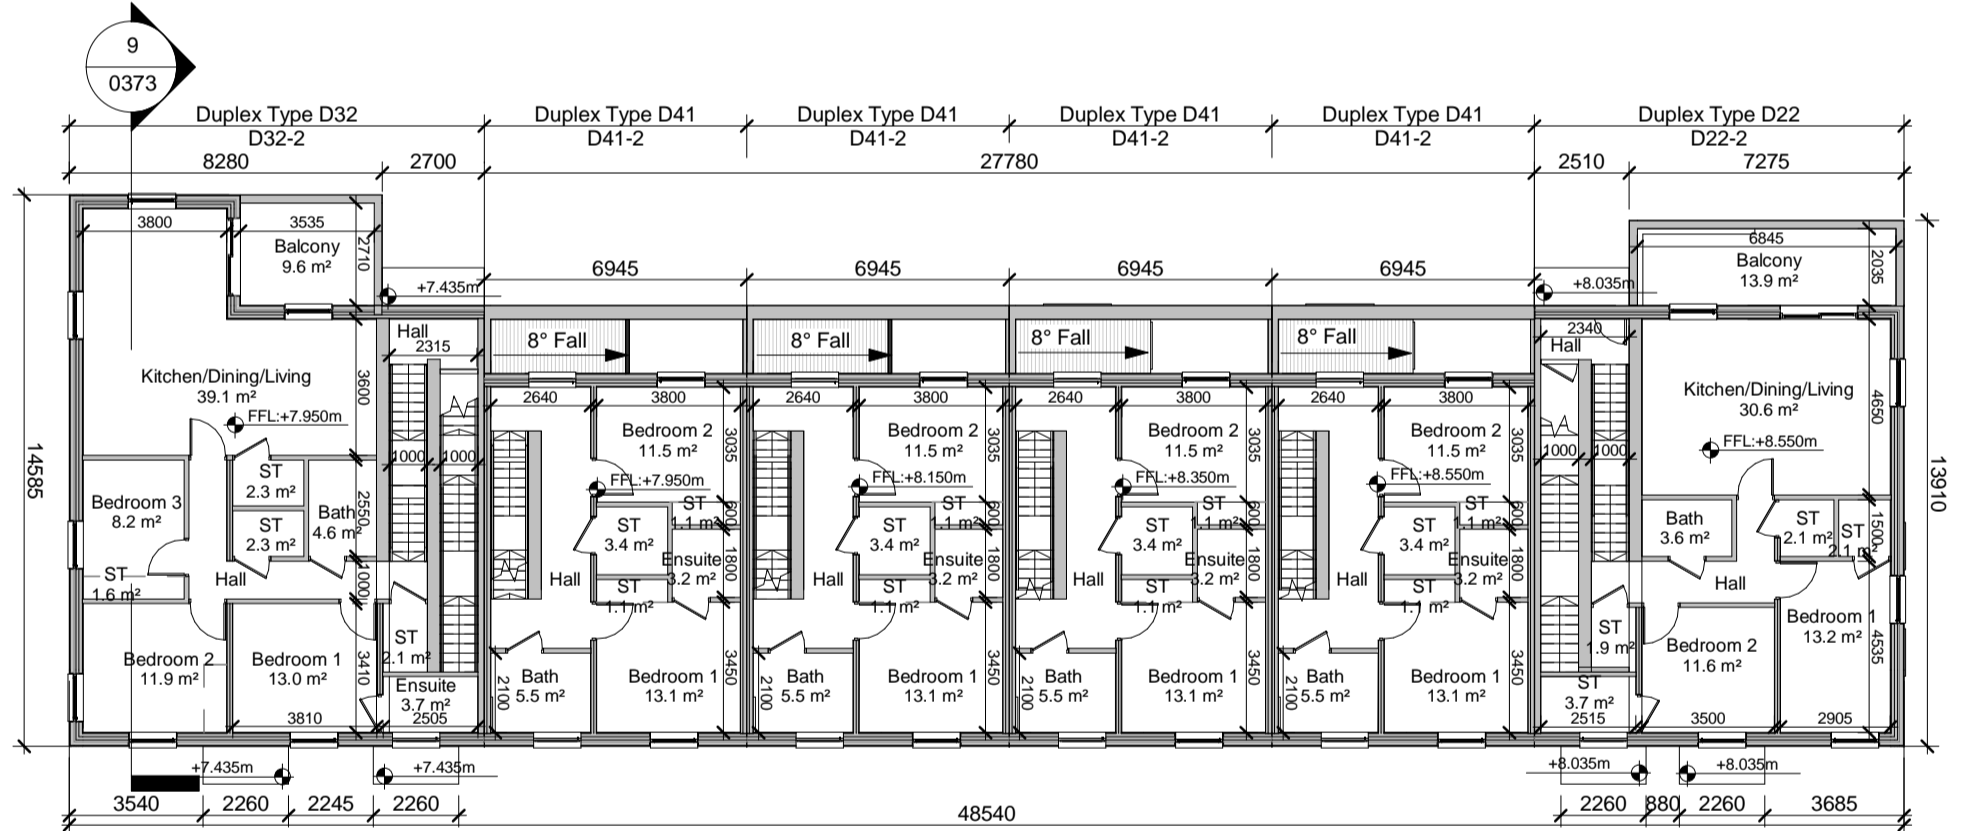 9
0373
Duplex Type D32
Duplex Type D41
Duplex Type D41
Duplex Type D41
Duplex Type D41
Duplex Type D22
D32-2
D41-2
D41-2
D41-2
D41-2
D22-2
8280
2700
27780
2510
7275
3800
3535
Balcony
9.6 m²
2710
+7.435m
6945
6945
6945
6945
+8.035m
6845
Balcony
13.9 m²
2035
Hall
2315
8° Fall
8° Fall
8° Fall
8° Fall
2340
Hall
Kitchen/Dining/Living
39.1 m²
FFL:+7.950m
3600
2640
3800
2640
3800
2640
3800
2640
3800
Kitchen/Dining/Living
30.6 m²
FFL:+8.550m
4650
14585
13910
1000
1000
Bedroom 2
11.5 m²
3035
FFL:+7.950m
Bedroom 2
11.5 m²
3035
FFL:+8.150m
Bedroom 2
11.5 m²
3035
FFL:+8.350m
Bedroom 2
11.5 m²
3035
FFL:+8.550m
1000
1000
Bedroom 3
8.2 m²
ST
2.3 m²
ST
2.3 m²
Bath
4.6 m²
2550
ST
1.6 m²
Hall
1000
ST
3.4 m²
ST
1.1 m²
600
Ensuite
3.2 m²
1800
Hall
ST
1.1 m²
ST
3.4 m²
ST
1.1 m²
600
Ensuite
3.2 m²
1800
Hall
ST
1.1 m²
ST
3.4 m²
ST
1.1 m²
600
Ensuite
3.2 m²
1800
Hall
ST
1.1 m²
ST
3.4 m²
ST
1.1 m²
600
Ensuite
3.2 m²
1800
Hall
ST
1.1 m²
Bath
3.6 m²
ST
2.1 m²
ST
2.1 m²
1500
Hall
Bedroom 2
11.9 m²
Bedroom 1
13.0 m²
3410
ST
2.1 m²
Ensuite
3.7 m²
3810
2505
Bath
5.5 m²
2100
Bedroom 1
13.1 m²
3450
Bath
5.5 m²
2100
Bedroom 1
13.1 m²
3450
Bath
5.5 m²
2100
Bedroom 1
13.1 m²
3450
Bath
5.5 m²
2100
Bedroom 1
13.1 m²
3450
ST
1.9 m²
ST
3.7 m²
Bedroom 2
11.6 m²
Bedroom 1
13.2 m²
4535
2515
3500
2905
+7.435m
+7.435m
+8.035m
+8.035m
3540
2260
2245
2260
48540
2260
880
2260
3685